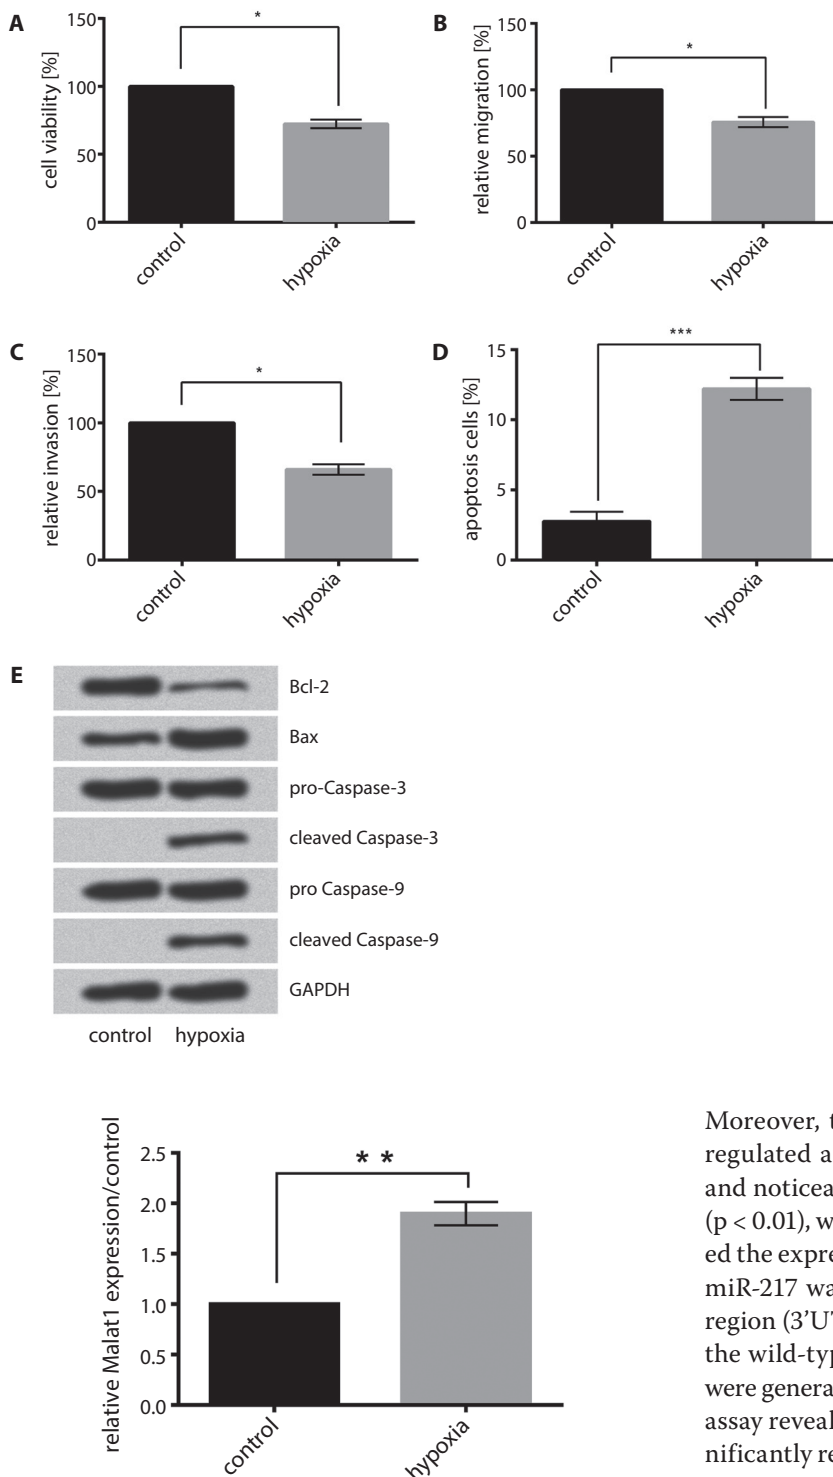 A
cell viability [%]
150
100
50
0
*
control
hypoxia
B
relative migration [%]
150
100
50
0
*
control
hypoxia
C
relative invasion [%]
150
100
50
0
*
control
hypoxia
D
apoptosis cells [%]
15
10
5
0
***
control
hypoxia
E
Bcl-2
Bax
pro-Caspase-3
cleaved Caspase-3
pro Caspase-9
cleaved Caspase-9
GAPDH
control hypoxia
relative Malat1 expression/control
2.5
2.0
1.5
1.0
0.5
0.0
* *
control
hypoxia
Moreover, t
regulated a
and noticea
(p < 0.01), w
ed the expre
miR-217 wa
region (3’U
the wild-typ
were genera
assay reveal
nificantly re